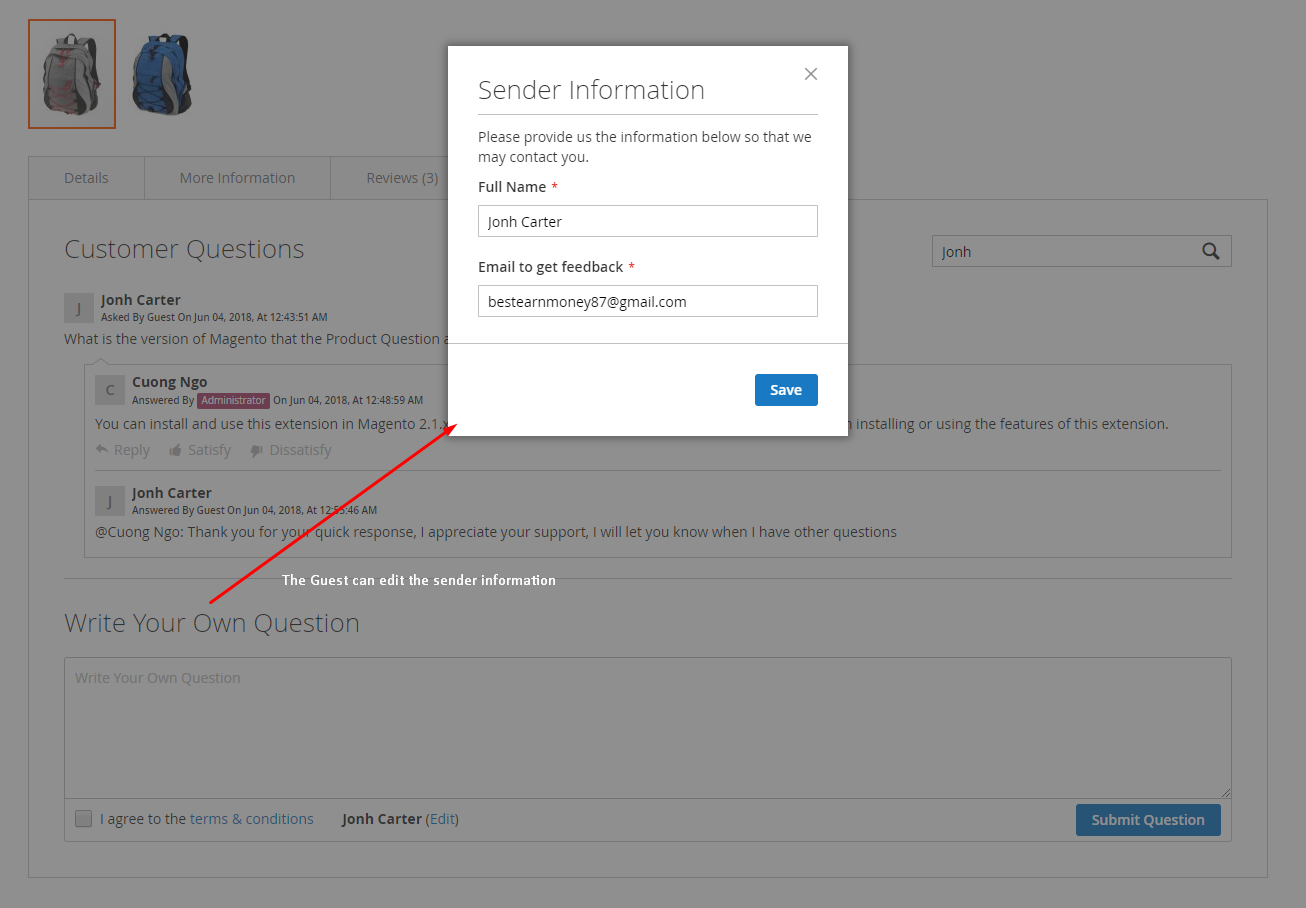 Sender Information
Please provide us the information below so that we
may contact you.
Full Name *
Jonh Carter
Email to get feedback *
bestearnmoney87@gmail.com
Save
Details
More Information
Reviews (3)
Customer Questions
Jonh
J
Jonh Carter
Asked By Guest On Jun 04, 2018, At 12:43:51 AM
What is the version of Magento that the Product Question
C
Cuong Ngo
Answered By Administrator On Jun 04, 2018, At 12:48:59 AM
You can install and use this extension in Magento 2.1.x installing or using the features of this extension.
Reply
Satisfy
Dissatisfy
J
Jonh Carter
Answered By Guest On Jun 04, 2018, At 46 AM
@Cuong Ngo: Thank you for your quick response, I appreciate your support, I will let you know when I have other questions
The Guest can edit the sender information
Write Your Own Question
Write Your Own Question
I agree to the terms & conditions
Jonh Carter (Edit)
Submit Question